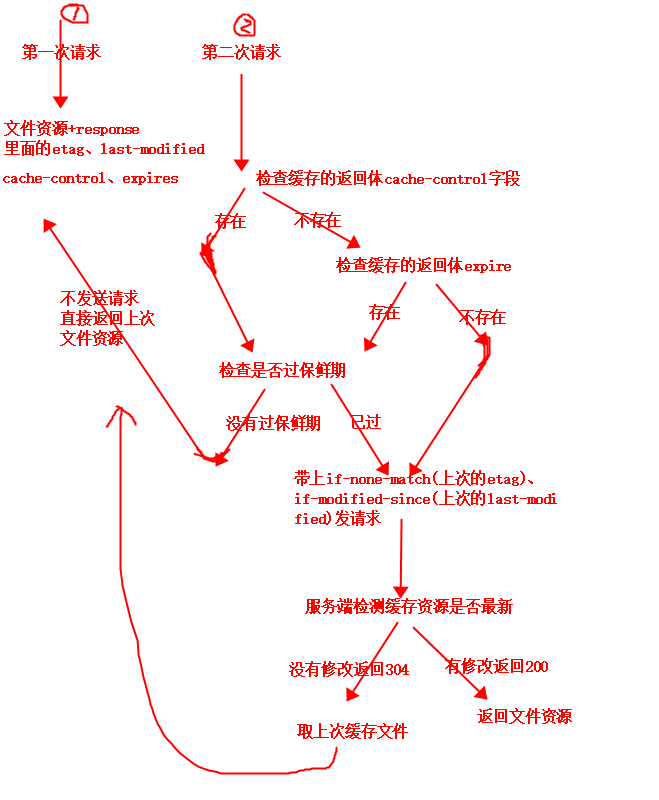 1
2
第一次请求
第二次请求
文件资源+response
里面的etag、last-modified
cache-control、expires
检查缓存的返回体cache-control字段
存在
不存在
检查缓存的返回体expire
不发送请求
直接返回上次
文件资源
存在
不存在
检查是否过保鲜期
没有过保鲜期
已过
带上if-none-match(上次的etag)、
if-modified-since(上次的last-modi
fied)发请求
服务端检测缓存资源是否最新
没有修改返回304
有修改返回200
返回文件资源
取上次缓存文件